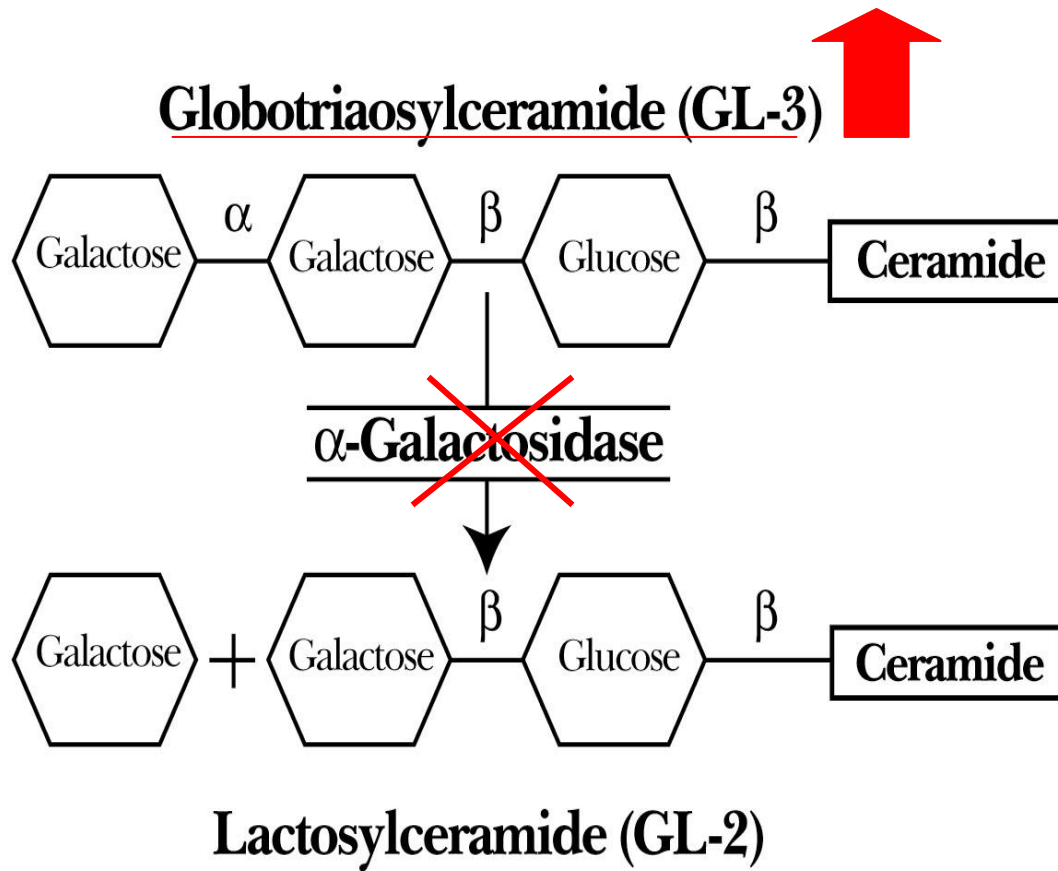 Globotriaosylceramide (GL-3)
α β β
Galactose Galactose Glucose Ceramide
α-Galactosidase
β β
Galactose + Galactose Glucose Ceramide
Lactosylceramide (GL-2)